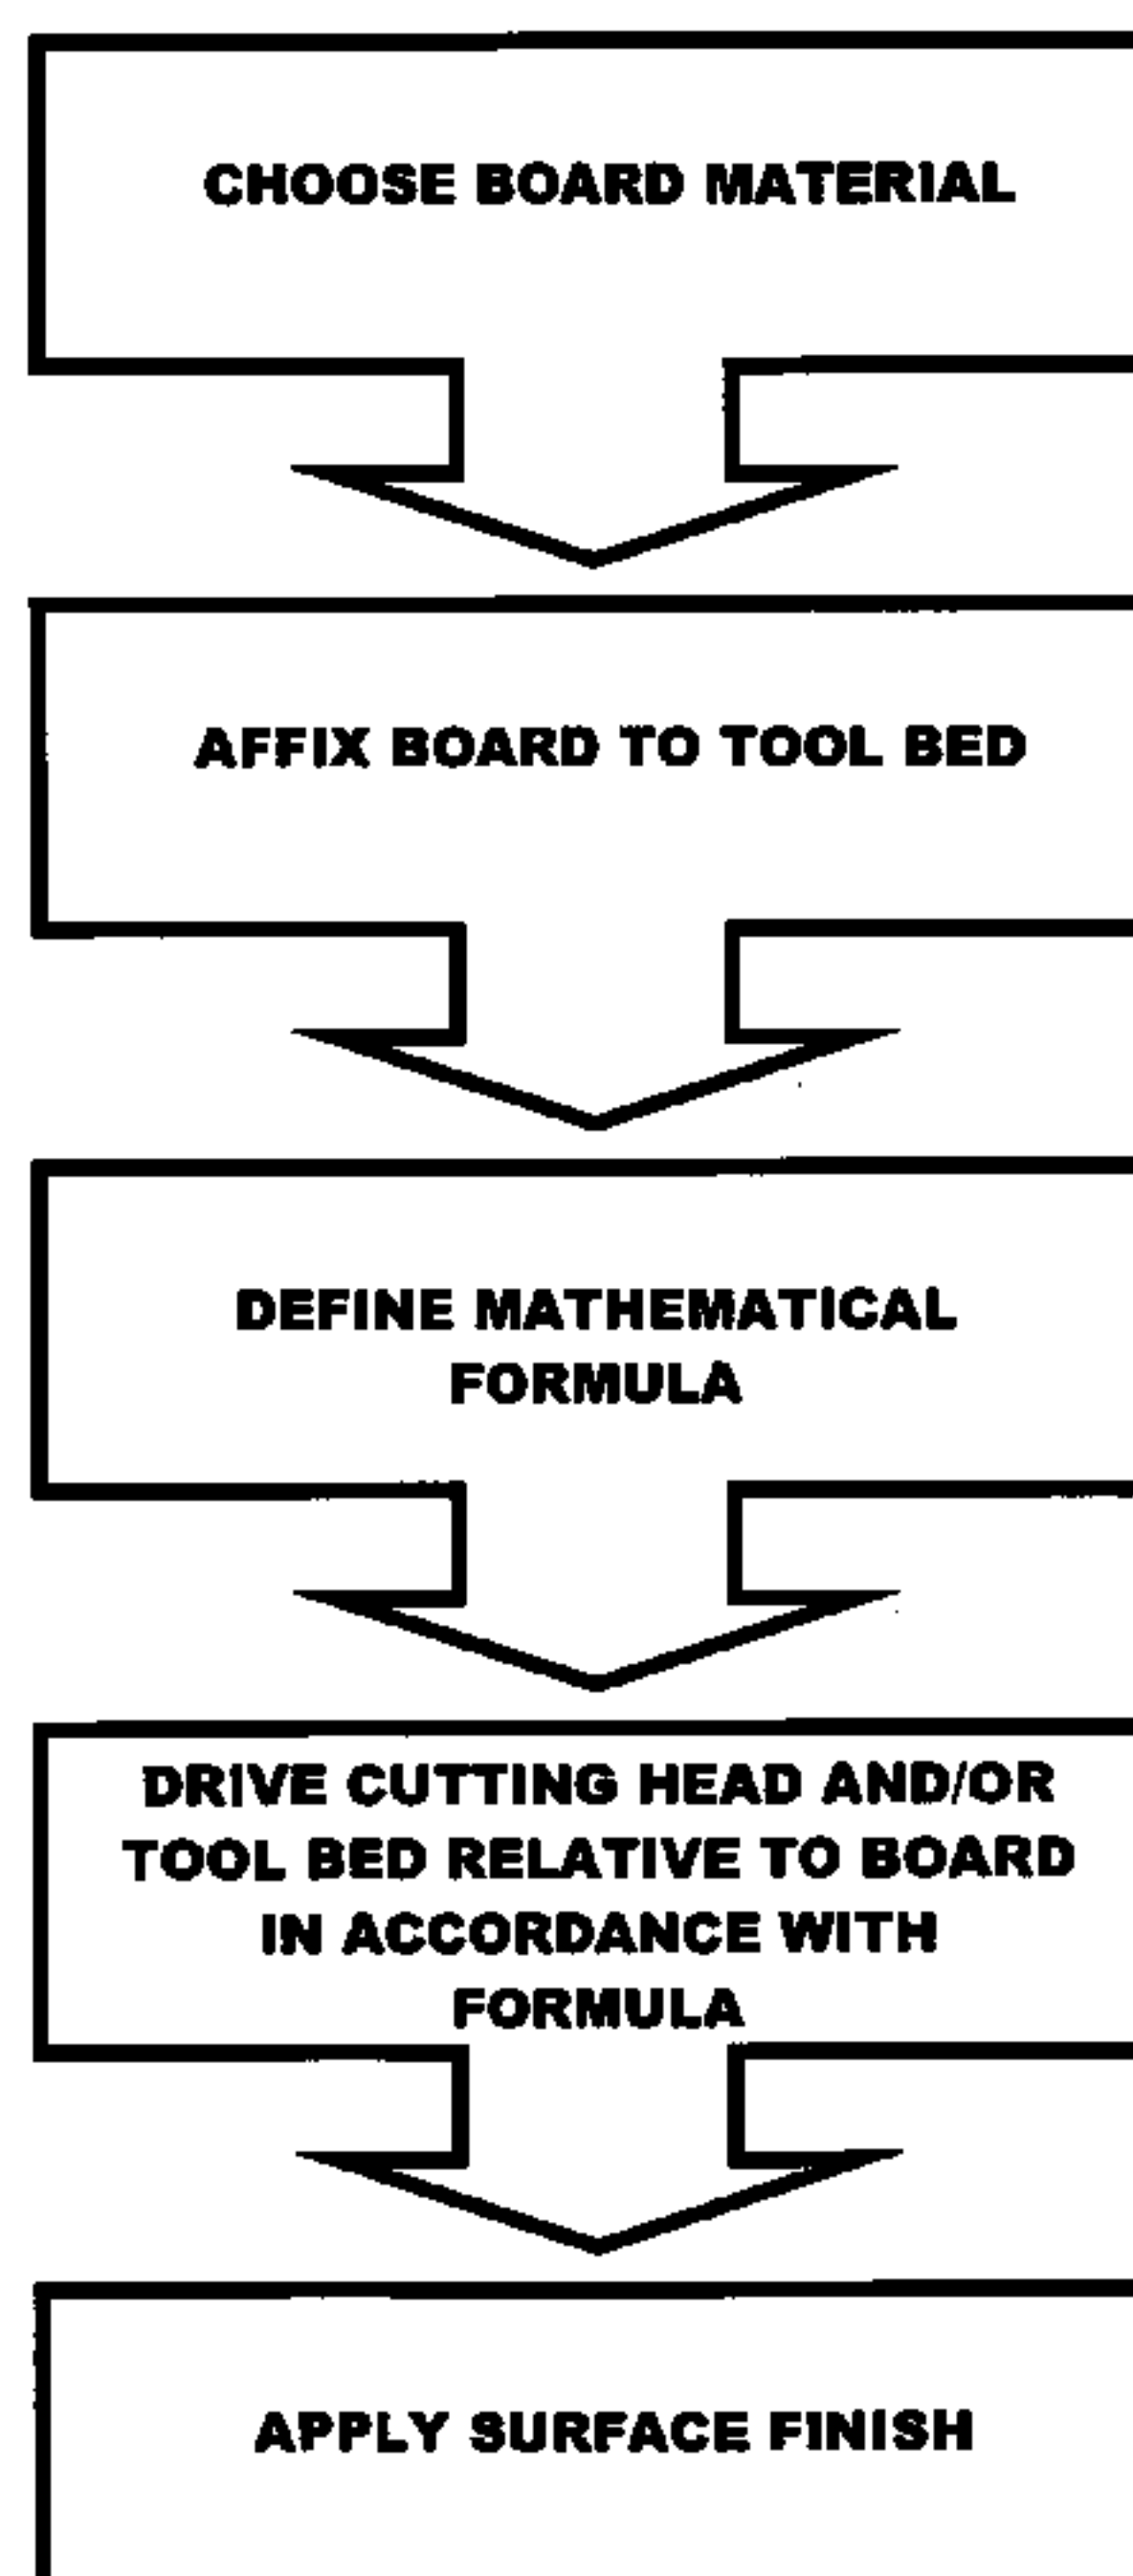 CHOOSE BOARD MATERIAL
AFFIX BOARD TO TOOL BED
DEFINE MATHEMATICAL
FORMULA
DRIVE CUTTING HEAD AND/OR
TOOL BED RELATIVE TO BOARD
IN ACCORDANCE WITH
FORMULA
APPLY SURFACE FINISH